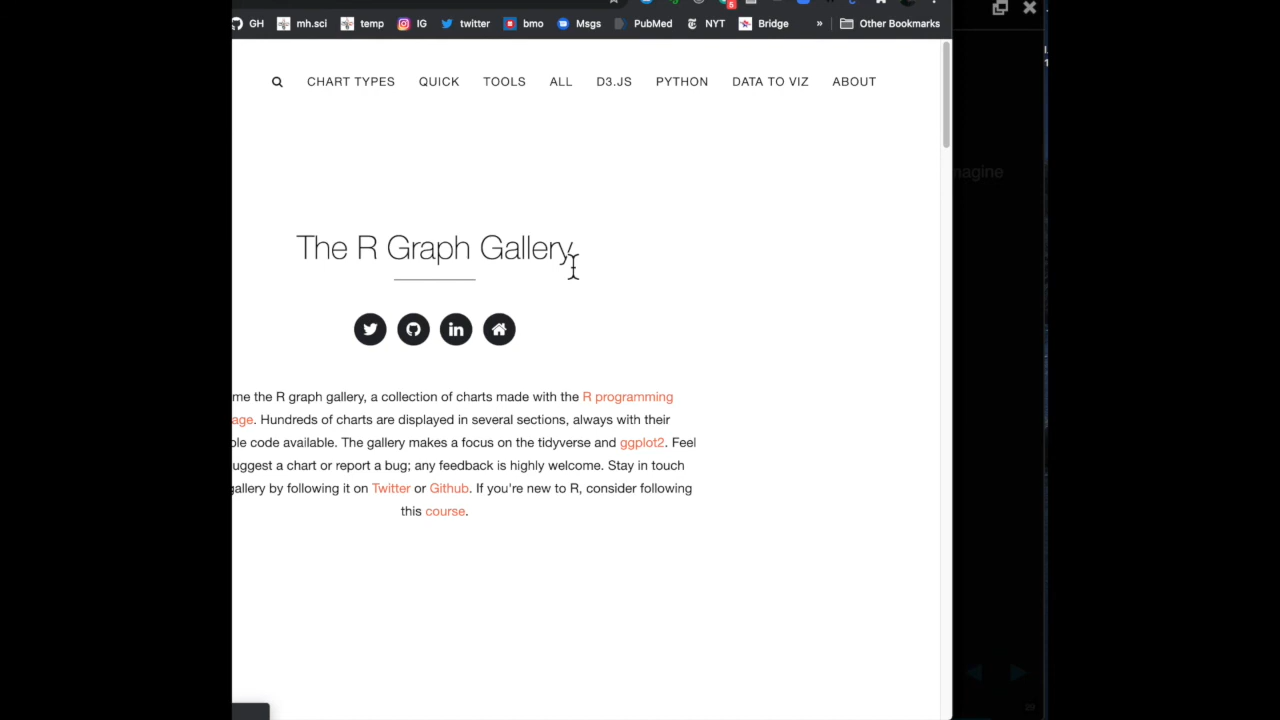 GH mh.sci temp IG twitter bmo Msgs PubMed NYT Bridge » Other Bookmarks
CHART TYPES QUICK TOOLS ALL D3.JS PYTHON DATA TO VIZ ABOUT
The R Graph Gallery
me the R graph gallery, a collection of charts made with the R programming
age. Hundreds of charts are displayed in several sections, always with their
ble code available. The gallery makes a focus on the tidyverse and ggplot2. Feel
uggest a chart or report a bug; any feedback is highly welcome. Stay in touch
gallery by following it on Twitter or Github. If you're new to R, consider following
this course.